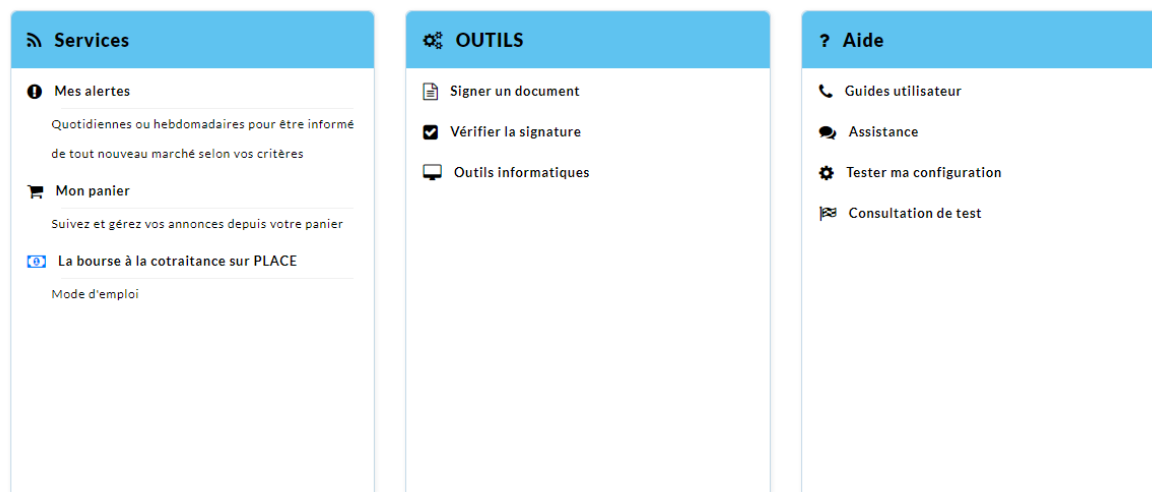 Services
Mes alertes
Quotidiennes ou hebdomadaires pour être informé
de tout nouveau marché selon vos critères
Mon panier
Suivez et gérez vos annonces depuis votre panier
La bourse à la cotraitance sur PLACE
Mode d'emploi
OUTILS
Signer un document
Vérifier la signature
Outils informatiques
? Aide
Guides utilisateur
Assistance
Tester ma configuration
Consultation de test